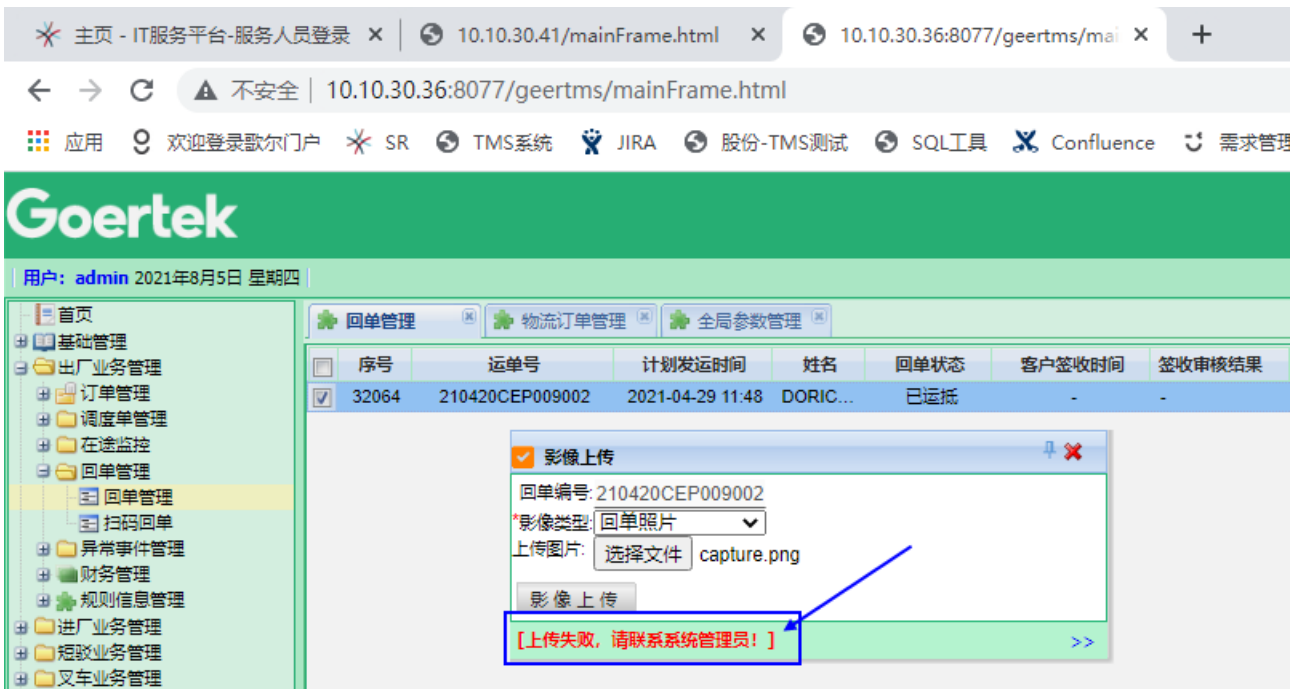 主页 - IT服务平台-服务人员登录 10.10.30.41/mainFrame.html 10.10.30.36:8077/geertms/mai
不安全 10.10.30.36:8077/geertms/mainFrame.html
应用 欢迎登录歌尔门户 SR TMS系统 JIRA 股份-TMS测试 SQL工具 Confluence 需求管理
Goertek
用户：admin 2021年8月5日 星期四
首页
基础管理
出厂业务管理
订单管理
调度单管理
在途监控
回单管理
回单管理
扫码回单
异常事件管理
财务管理
规则信息管理
进厂业务管理
短驳业务管理
叉车业务管理
回单管理 物流订单管理 全局参数管理
序号 运单号 计划发运时间 姓名 回单状态 客户签收时间 签收审核结果
32064 210420CEP009002 2021-04-29 11:48 DORIC... 已运抵 - -
影像上传
回单编号: 210420CEP009002
*影像类型: 回单照片
上传图片: 选择文件 capture.png
影像上传
[上传失败，请联系系统管理员！] >>